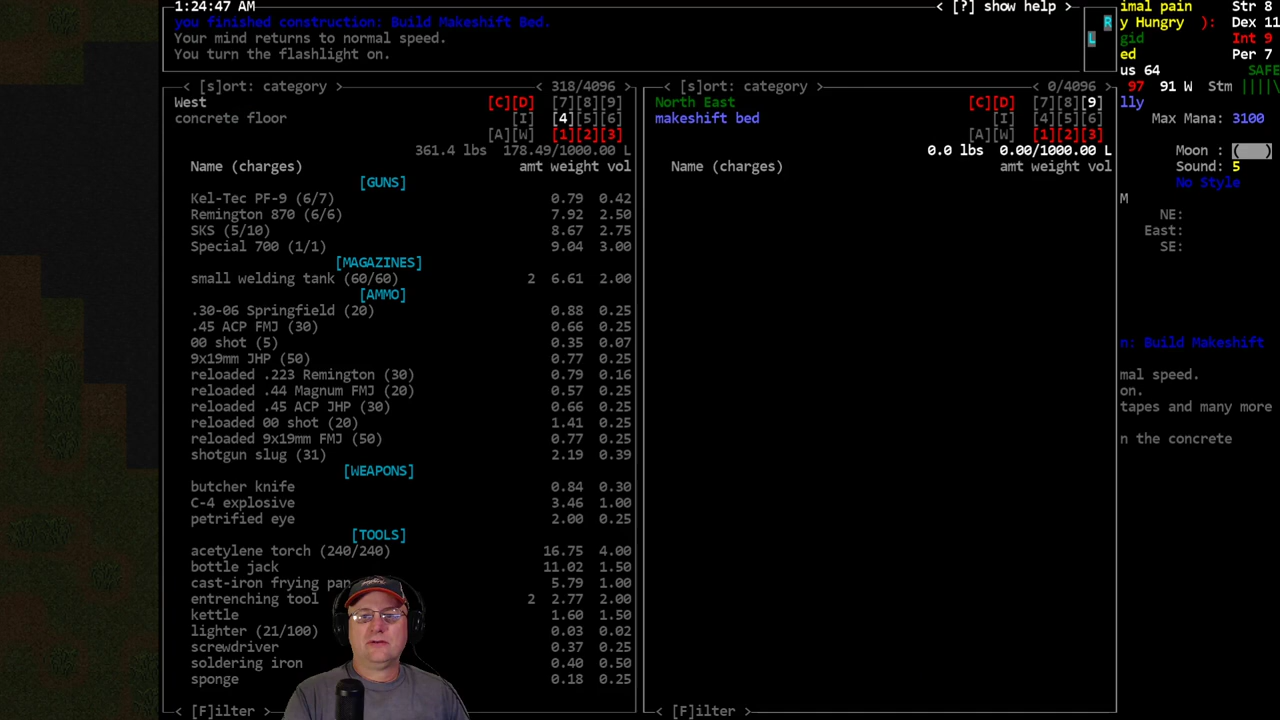 1:24:47 AM
< [?] show help >
you finished construction: Build Makeshift Bed.
Your mind returns to normal speed.
You turn the flashlight on.
R
L
imal pain Str 8
y Hungry ): Dex 11
gid Int 9
ed Per 7
us 64 SAFE
97 91 W Stm ||||\
lly
Max Mana: 3100
Moon : ( )
Sound: 5
No Style
M
NE:
East:
SE:
n: Build Makeshift
mal speed.
on.
tapes and many more
n the concrete
< [s]ort: category > < 318/4096 >
West [C][D] [7][8][9]
concrete floor [I] [4][5][6]
[A][W] [1][2][3]
361.4 lbs 178.49/1000.00 L
Name (charges) amt weight vol
[GUNS]
Kel-Tec PF-9 (6/7) 0.79 0.42
Remington 870 (6/6) 7.92 2.50
SKS (5/10) 8.67 2.75
Special 700 (1/1) 9.04 3.00
[MAGAZINES]
small welding tank (60/60) 2 6.61 2.00
[AMMO]
.30-06 Springfield (20) 0.88 0.25
.45 ACP FMJ (30) 0.66 0.25
00 shot (5) 0.35 0.07
9x19mm JHP (50) 0.77 0.25
reloaded .223 Remington (30) 0.79 0.16
reloaded .44 Magnum FMJ (20) 0.57 0.25
reloaded .45 ACP JHP (30) 0.66 0.25
reloaded 00 shot (20) 1.41 0.25
reloaded 9x19mm FMJ (50) 0.77 0.25
shotgun slug (31) 2.19 0.39
[WEAPONS]
butcher knife 0.84 0.30
C-4 explosive 3.46 1.00
petrified eye 2.00 0.25
[TOOLS]
acetylene torch (240/240) 16.75 4.00
bottle jack 11.02 1.50
cast-iron frying pan 5.79 1.00
entrenching tool 2 2.77 2.00
kettle 1.60 1.50
lighter (21/100) 0.03 0.02
screwdriver 0.37 0.25
soldering iron 0.40 0.50
sponge 0.18 0.25
< [F]ilter >
< [s]ort: category > < 0/4096 >
North East [C][D] [7][8][9]
makeshift bed [I] [4][5][6]
[A][W] [1][2][3]
0.0 lbs 0.00/1000.00 L
Name (charges) amt weight vol
< [F]ilter >